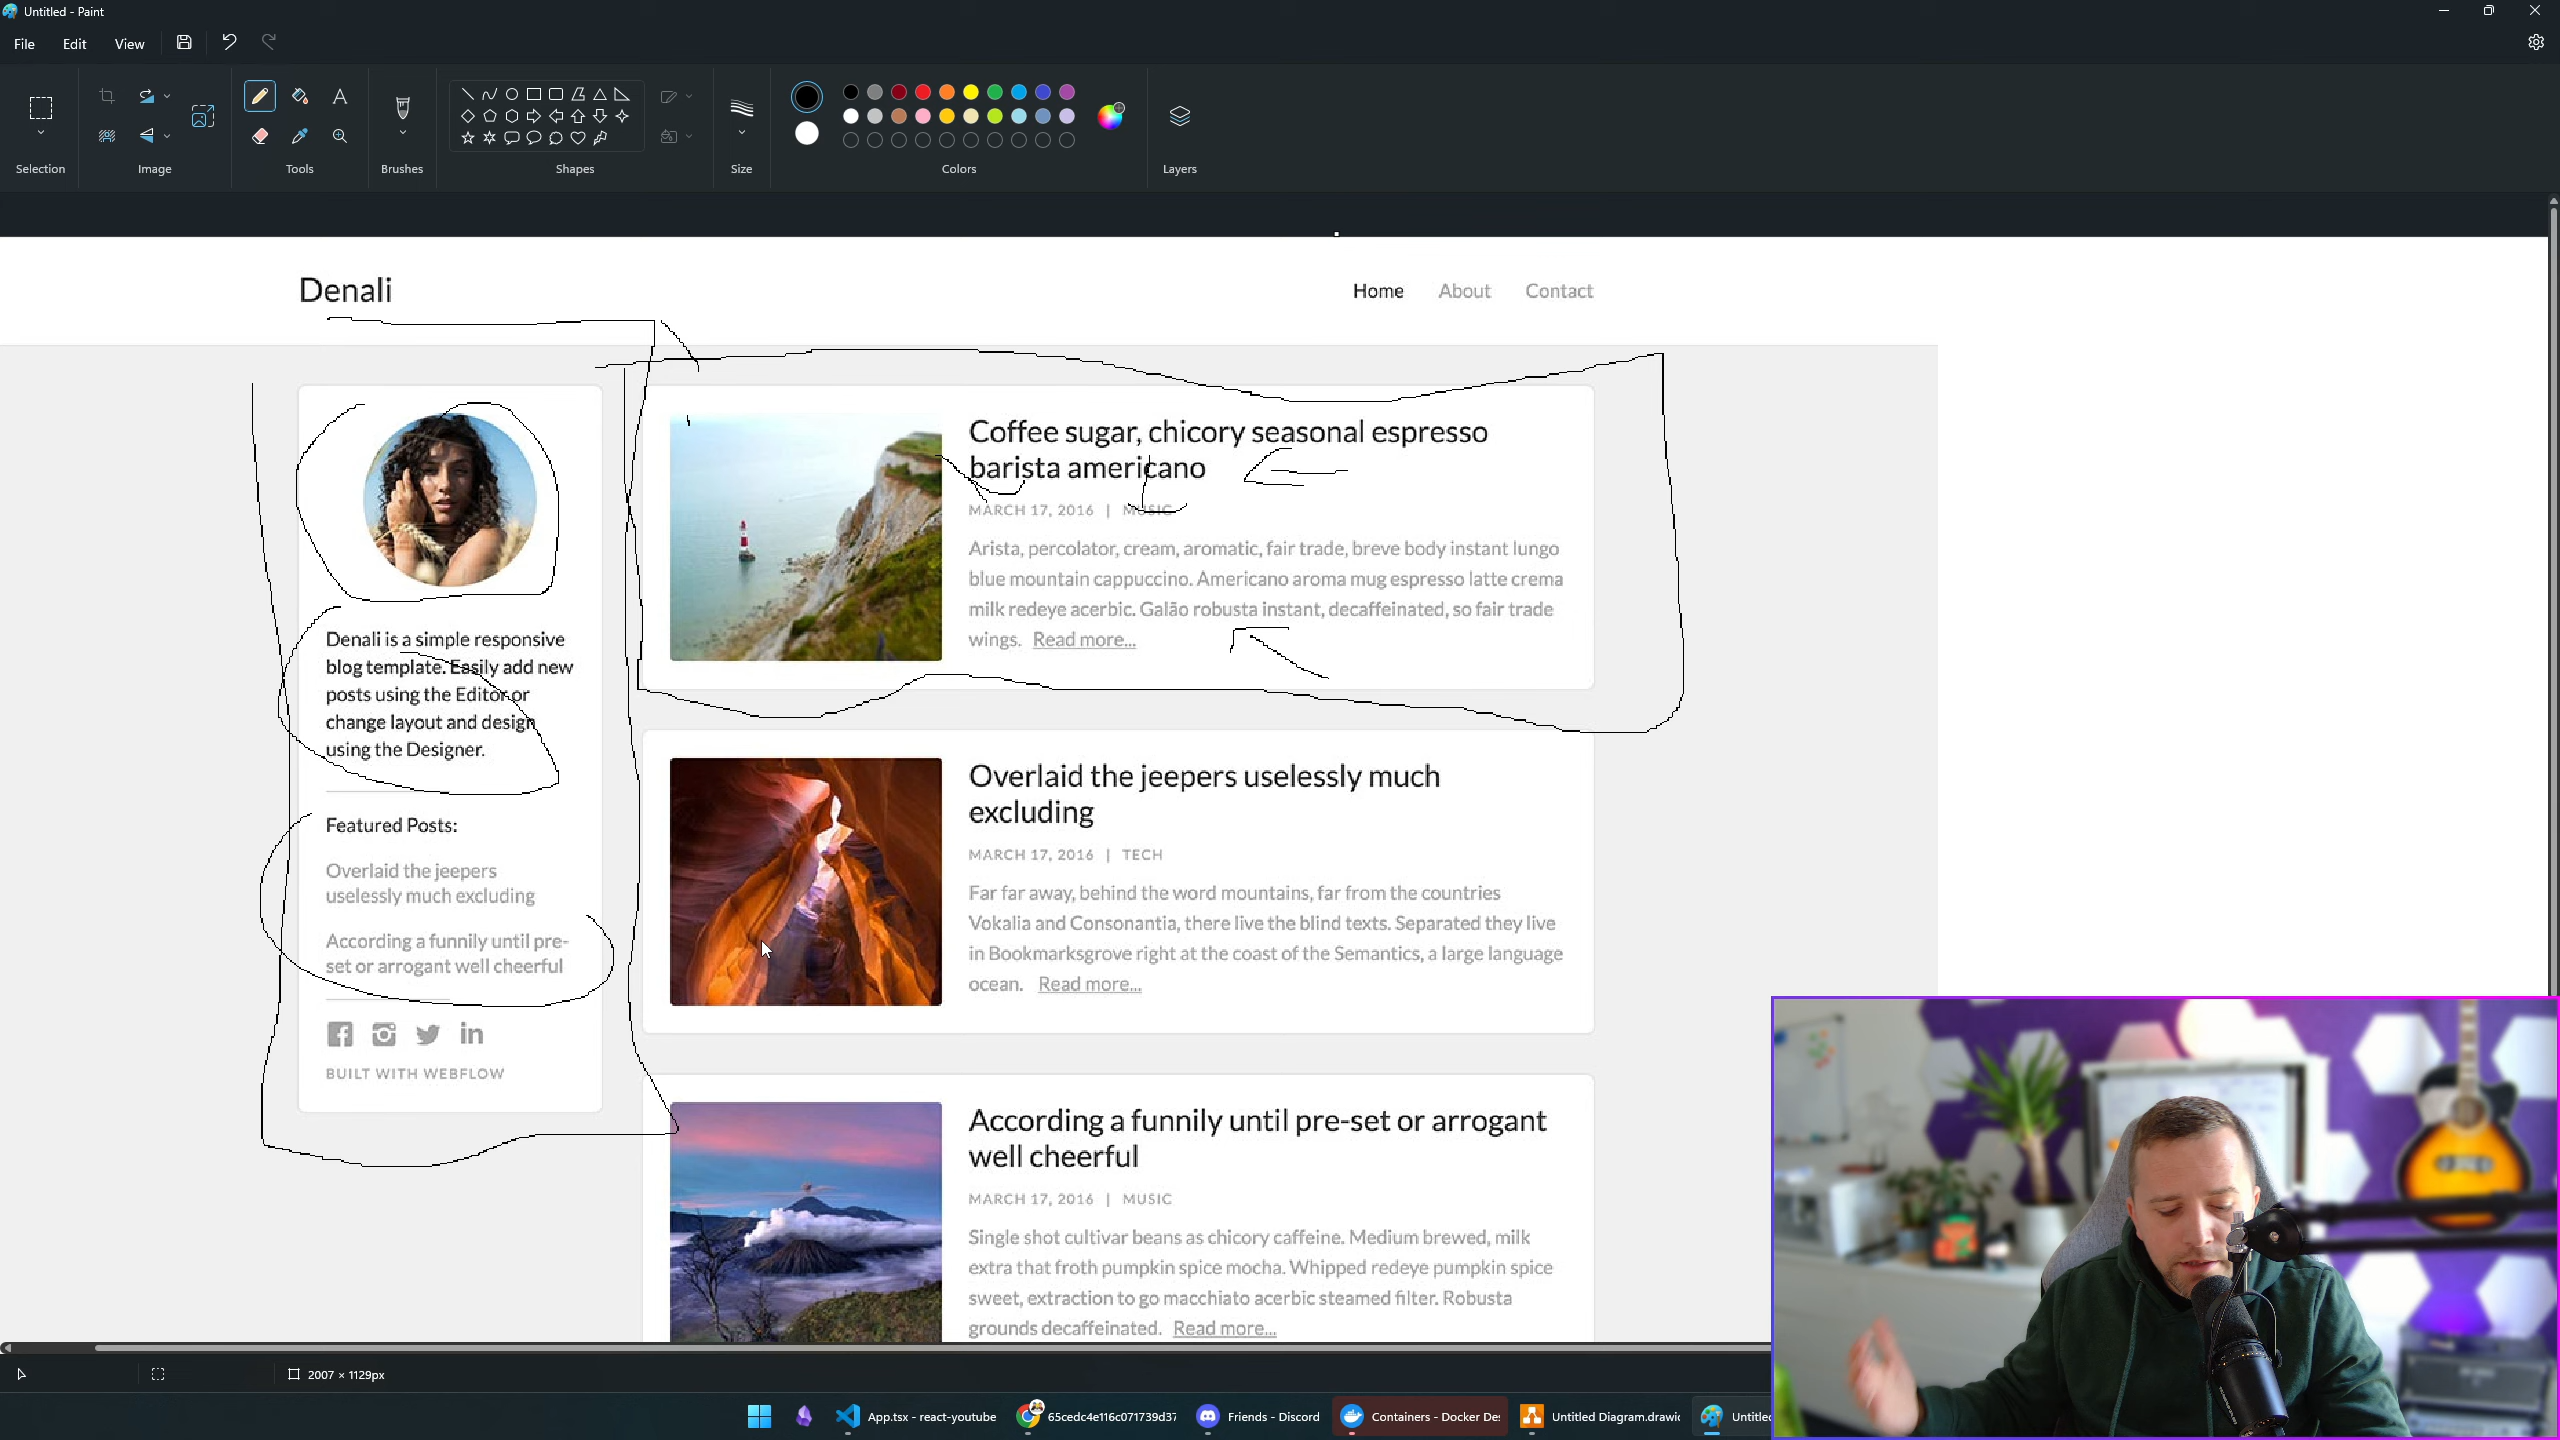 Untitled - Paint
File Edit View
Selection Image Tools Brushes Shapes Size Colors Layers
Denali
Home About Contact
Denali is a simple responsive
blog template. Easily add new
posts using the Editor or
change layout and design
using the Designer.
Featured Posts:
Overlaid the jeepers
uselessly much excluding
According a funnily until pre-
set or arrogant well cheerful
BUILT WITH WEBFLOW
Coffee sugar, chicory seasonal espresso
barista americano
MARCH 17, 2016 | MUSIC
Arista, percolator, cream, aromatic, fair trade, breve body instant lungo
blue mountain cappuccino. Americano aroma mug espresso latte crema
milk redeye acerbic. Galão robusta instant, decaffeinated, so fair trade
wings. Read more...
Overlaid the jeepers uselessly much
excluding
MARCH 17, 2016 | TECH
Far far away, behind the word mountains, far from the countries
Vokalia and Consonantia, there live the blind texts. Separated they live
in Bookmarksgrove right at the coast of the Semantics, a large language
ocean. Read more...
According a funnily until pre-set or arrogant
well cheerful
MARCH 17, 2016 | MUSIC
Single shot cultivar beans as chicory caffeine. Medium brewed, milk
extra that froth pumpkin spice mocha. Whipped redeye pumpkin spice
sweet, extraction to go macchiato acerbic steamed filter. Robusta
grounds decaffeinated. Read more...
2007 × 1129px
App.tsx - react-youtube 65cedc4e116c071739d37 Friends - Discord Containers - Docker De Untitled Diagram.drawi Untitle